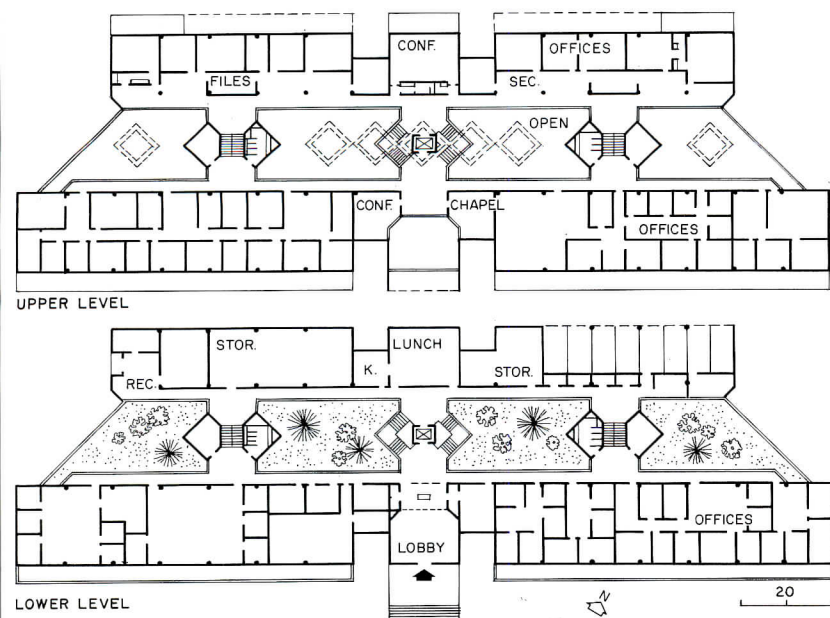 CONF.
OFFICES
FILES
SEC.
OPEN
CONF.
CHAPEL
OFFICES
UPPER LEVEL
STOR.
LUNCH
K.
STOR.
REC.
OFFICES
LOBBY
LOWER LEVEL
N
20